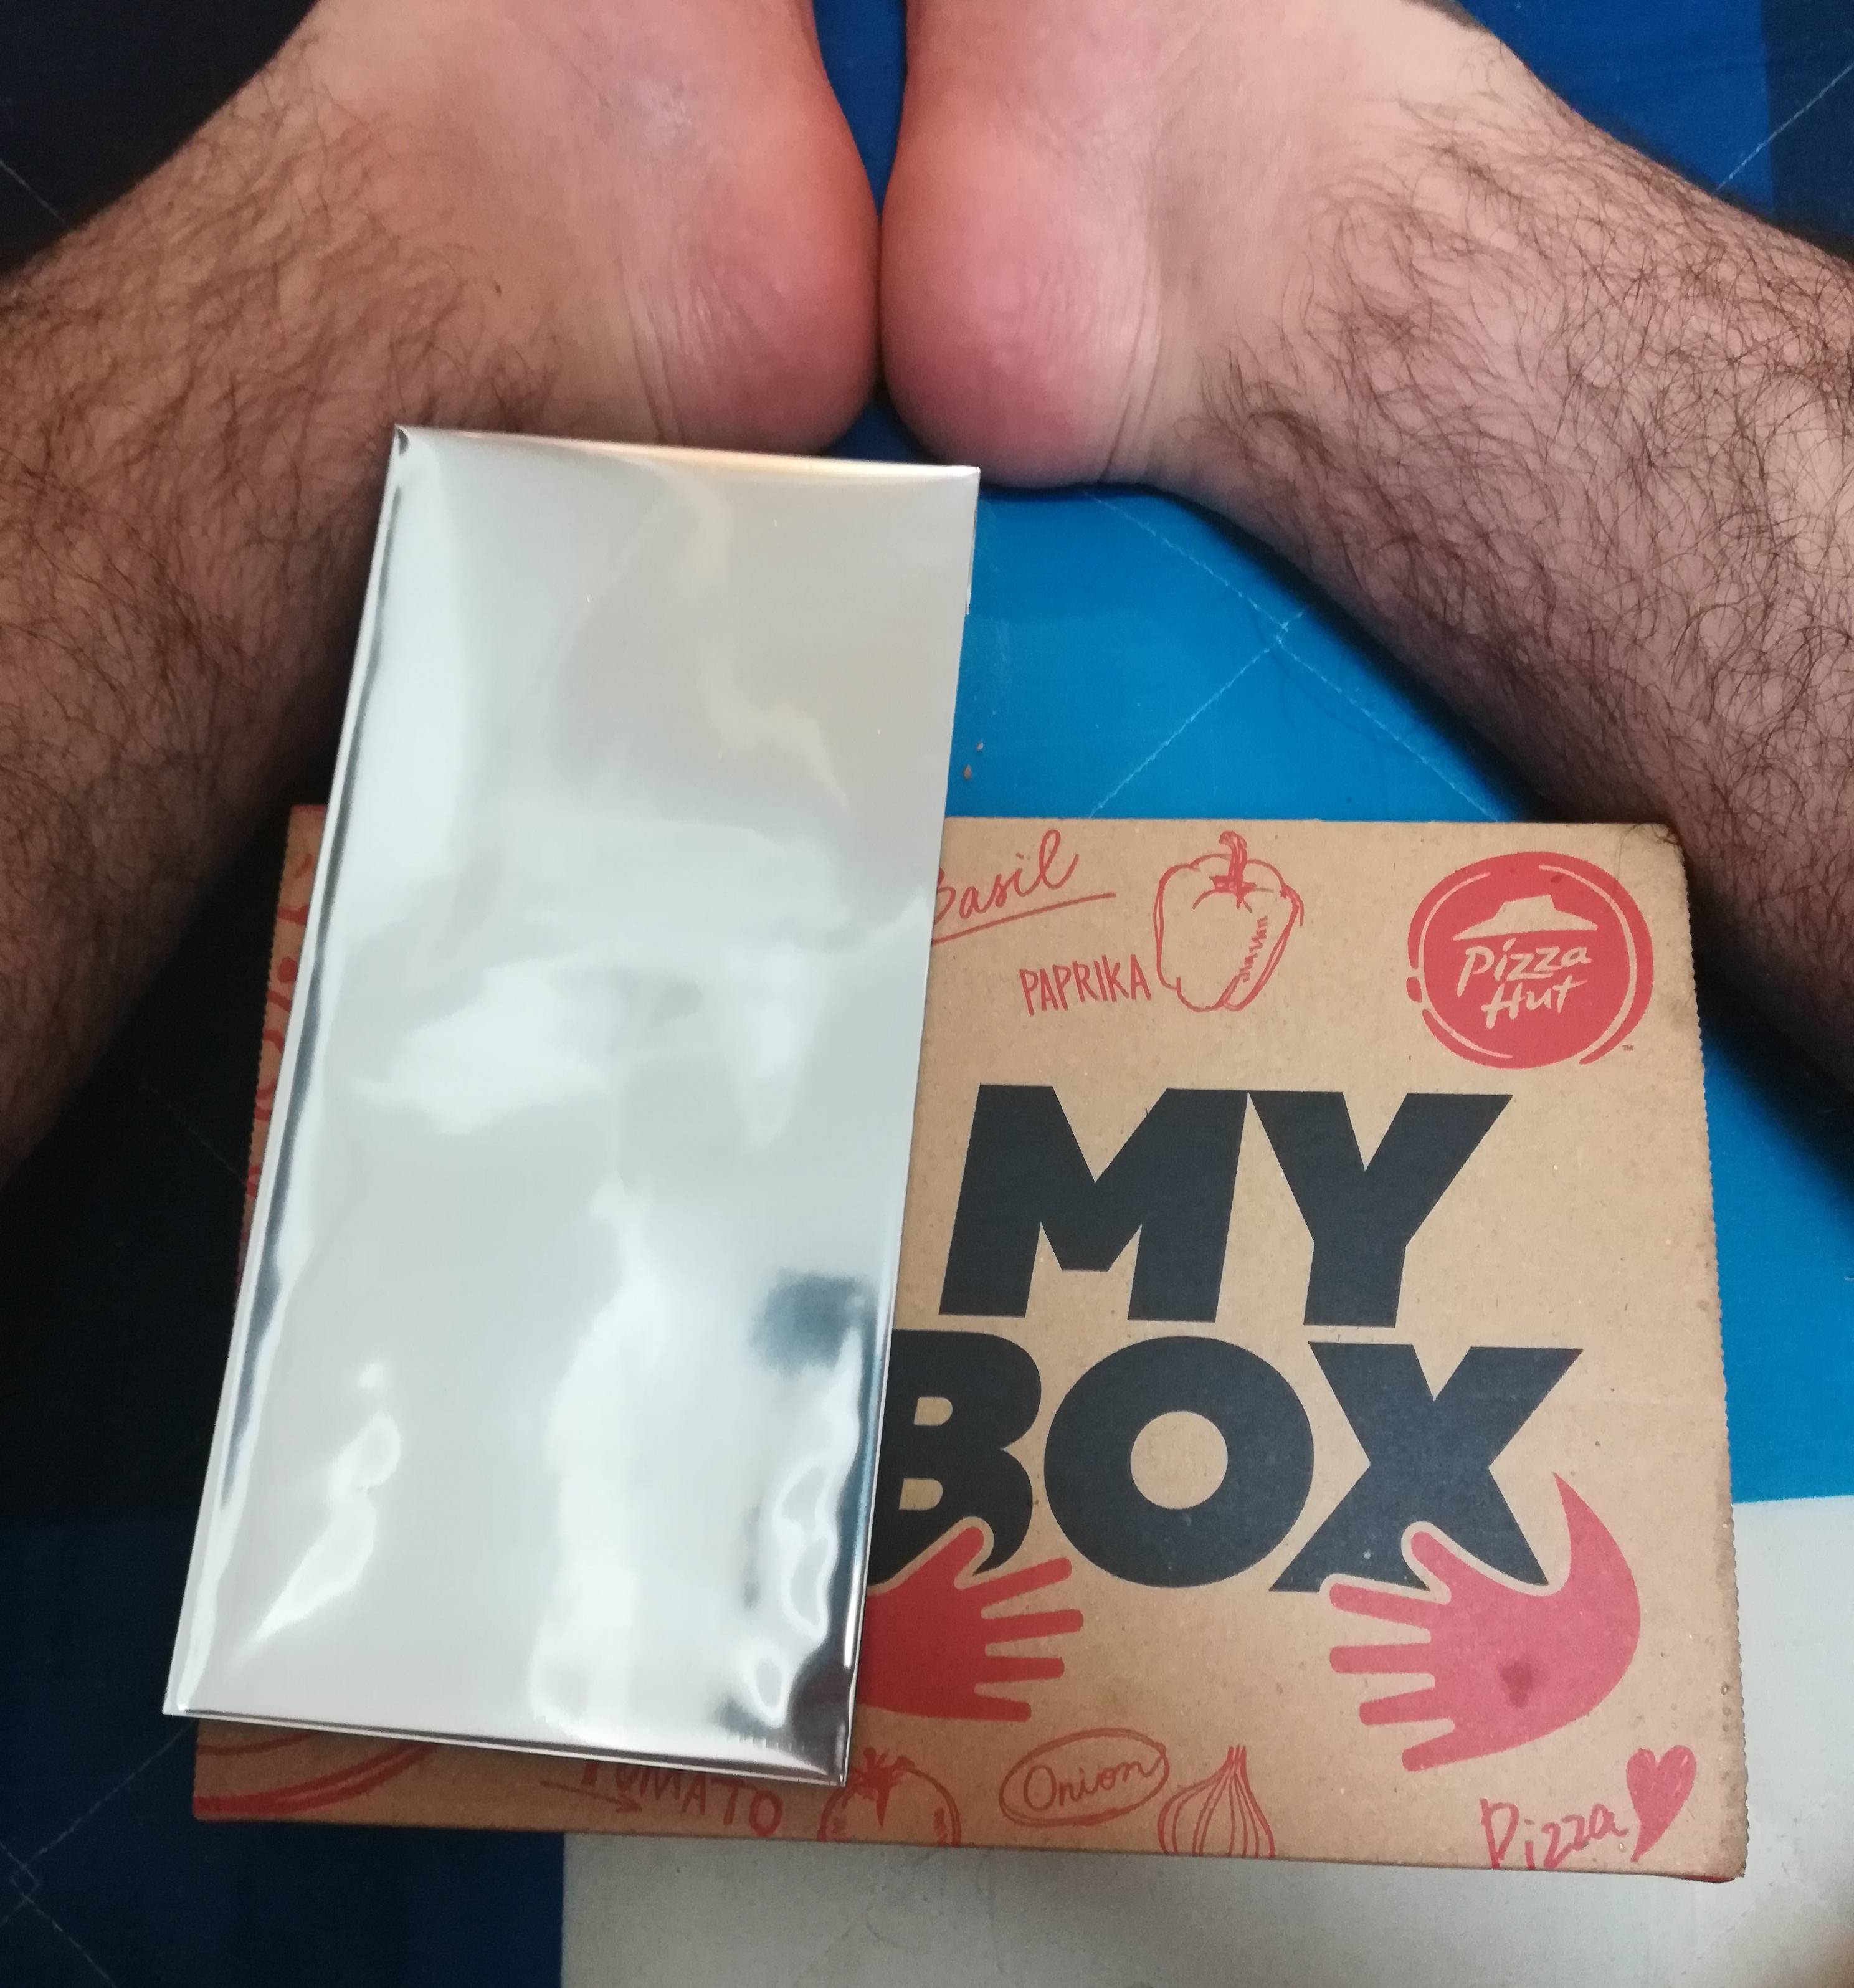 Basil
PAPRIKA
Pizza
Hut
MY
BOX
TOMATO
Onion
Pizza